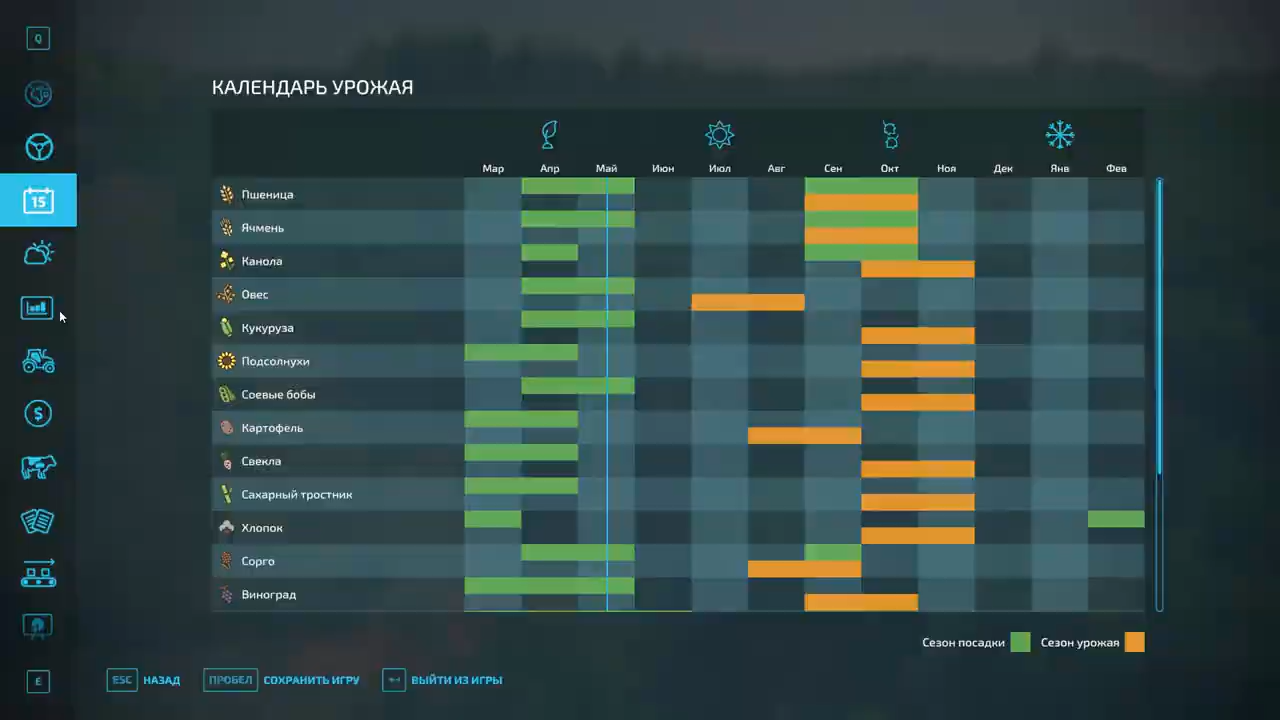 Q
КАЛЕНДАРЬ УРОЖАЯ
Мар Апр Май Июн Июл Авг Сен Окт Ноя Дек Янв Фев
15
Пшеница
Ячмень
Канола
Овес
Кукуруза
Подсолнухи
Соевые бобы
Картофель
Свекла
Сахарный тростник
Хлопок
Сорго
Виноград
Сезон посадки Сезон урожая
E
ESC НАЗАД ПРОБЕЛ СОХРАНИТЬ ИГРУ ВЫЙТИ ИЗ ИГРЫ